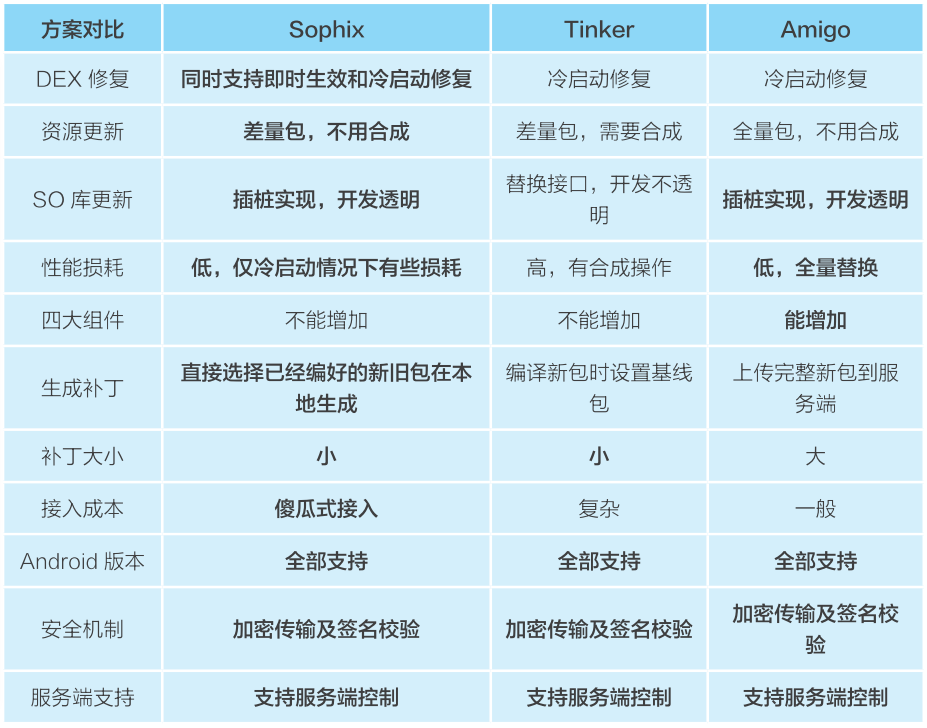 方案对比 Sophix Tinker Amigo
DEX 修复 同时支持即时生效和冷启动修复 冷启动修复 冷启动修复
资源更新 差量包，不用合成 差量包，需要合成 全量包，不用合成
SO 库更新 插桩实现，开发透明 替换接口，开发不透
明 插桩实现，开发透明
性能损耗 低，仅冷启动情况下有些损耗 高，有合成操作 低，全量替换
四大组件 不能增加 不能增加 能增加
生成补丁 直接选择已经编好的新旧包在本
地生成 编译新包时设置基线
包 上传完整新包到服
务端
补丁大小 小 小 大
接入成本 傻瓜式接入 复杂 一般
Android 版本 全部支持 全部支持 全部支持
安全机制 加密传输及签名校验 加密传输及签名校验 加密传输及签名校
验
服务端支持 支持服务端控制 支持服务端控制 支持服务端控制